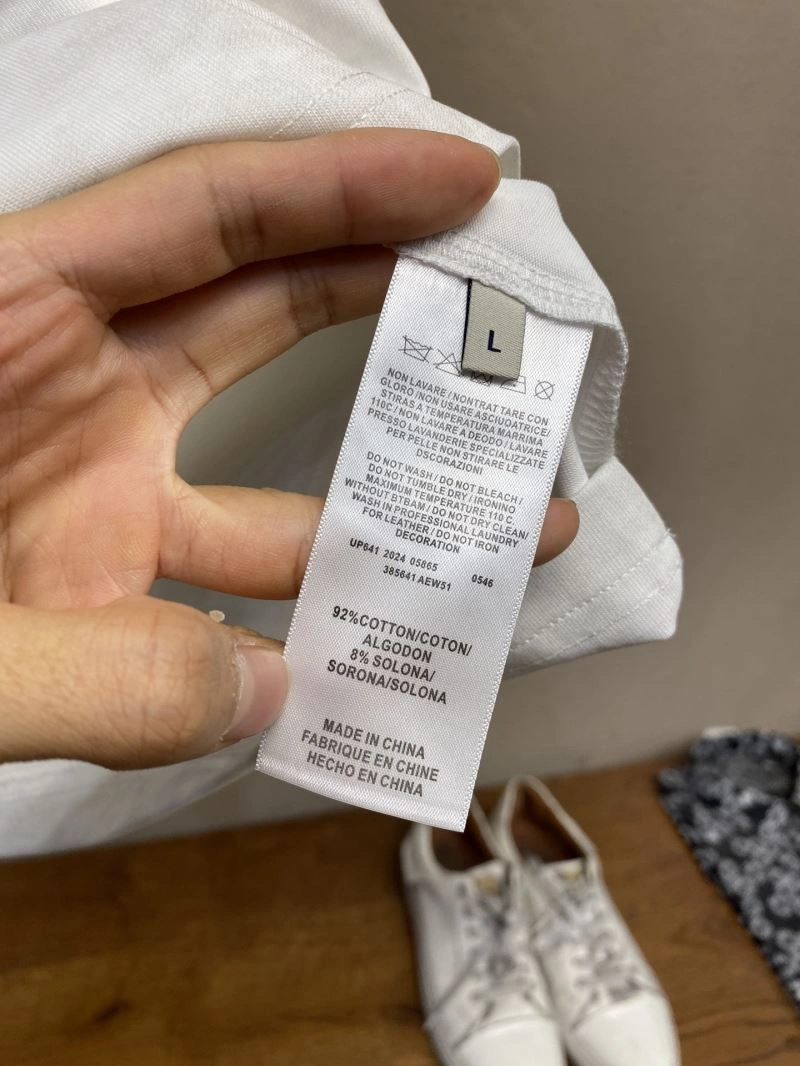 L
NON LAVARE / NONTRAT TARE CON
GLORO /NON USARE ASCIUOATRICE/
STIRAS A TEMPERATURA MARRIMA
110C / NON LAVARE A DEODO / LAVARE
PRESSO LAVANDERIE SPECIALIZZATE
PER PELLE NON STIRARE LE
DSCORAZIONI
DO NOT WASH / DO NOT BLEACH /
DO NOT TUMBLE DRY / IRONINO
MAXIMUM TEMPERATURE 110 C.
WITHOUT BTBAM / DO NOT DRY CLEAN/
WASH IN PROFESSIONAL LAUNDRY
FOR LEATHER / DO NOT IRON
DECORATION
UP641 2024 05865 0546
385641 AEW51
92%COTTON/COTON/
ALGODON
8% SOLONA/
SORONA/SOLONA
MADE IN CHINA
FABRIQUE EN CHINE
HECHO EN CHINA